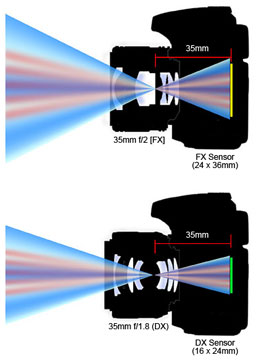 35mm
35mm f/2 [FX]
FX Sensor
(24 x 36mm)
35mm
35mm f/1.8 (DX)
DX Sensor
(16 x 24mm)